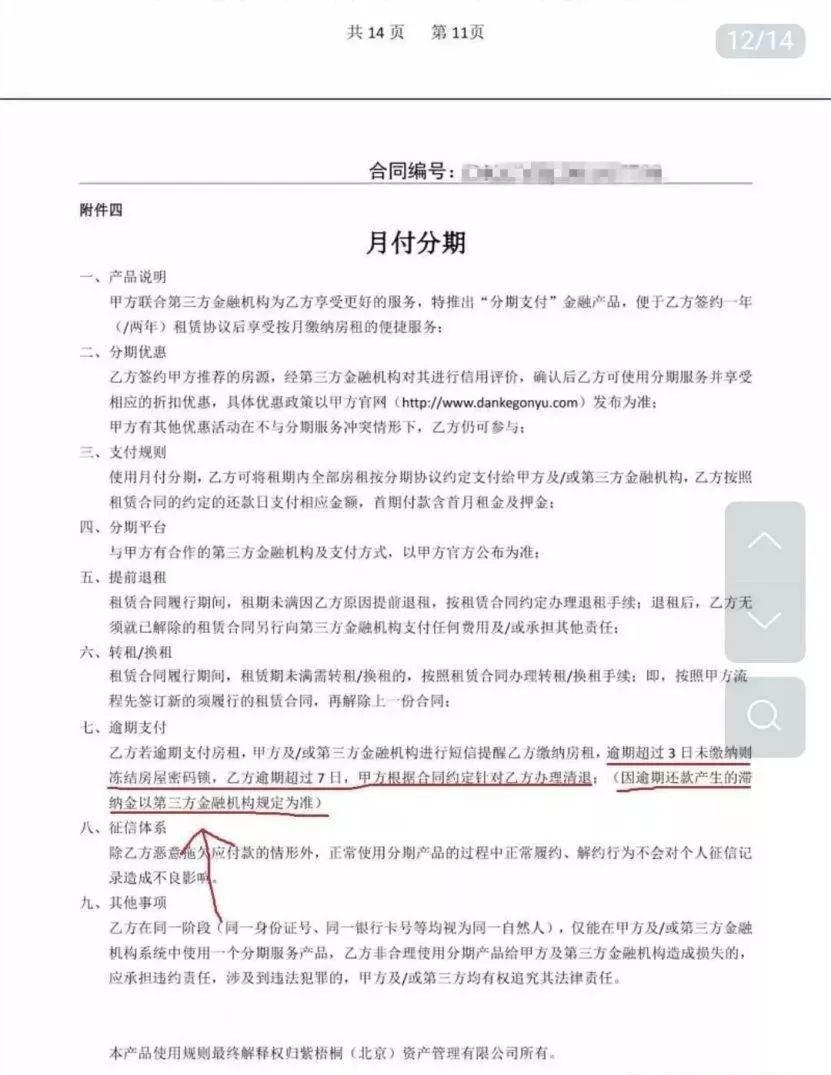 共 14 页 第 11页
12/14
合同编号：
附件四
月付分期
一、产品说明
甲方联合第三方金融机构为乙方享受更好的服务，特推出“分期支付”金融产品，便于乙方签约一年
（/两年）租赁协议后享受按月缴纳房租的便捷服务；
二、分期优惠
乙方签约甲方推荐的房源，经第三方金融机构对其进行信用评价，确认后乙方可使用分期服务并享受
相应的折扣优惠，具体优惠政策以甲方官网（http://www.dankegonyu.com）发布为准；
甲方有其他优惠活动在不与分期服务冲突情形下，乙方仍可参与；
三、支付规则
使用月付分期，乙方可将租期内全部房租按分期协议约定支付给甲方及/或第三方金融机构，乙方按照
租赁合同的约定的还款日支付相应金额，首期付款含首月租金及押金；
四、分期平台
与甲方有合作的第三方金融机构及支付方式，以甲方官方公布为准；
五、提前退租
租赁合同履行期间，租期未满因乙方原因提前退租，按租赁合同约定办理退租手续；退租后，乙方无
须就已解除的租赁合同另行向第三方金融机构支付任何费用及/或承担其他责任；
六、转租/换租
租赁合同履行期间，租赁期未满需转租/换租的，按照租赁合同办理转租/换租手续；即，按照甲方流
程先签订新的须履行的租赁合同，再解除上一份合同；
七、逾期支付
乙方若逾期支付房租，甲方及/或第三方金融机构进行短信提醒乙方缴纳房租，逾期超过 3 日未缴纳则
冻结房屋密码锁，乙方逾期超过 7 日，甲方根据合同约定针对乙方办理清退；（因逾期还款产生的滞
纳金以第三方金融机构规定为准）
八、征信体系
除乙方恶意拖欠应付款的情形外，正常使用分期产品的过程中正常履约、解约行为不会对个人征信记
录造成不良影响。
九、其他事项
乙方在同一阶段（同一身份证号、同一银行卡号等均视为同一自然人），仅能在甲方及/或第三方金融
机构系统中使用一个分期服务产品，乙方非合理使用分期产品给甲方及第三方金融机构造成损失的，
应承担违约责任，涉及到违法犯罪的，甲方及/或第三方均有权追究其法律责任。
本产品使用规则最终解释权归紫梧桐（北京）资产管理有限公司所有。